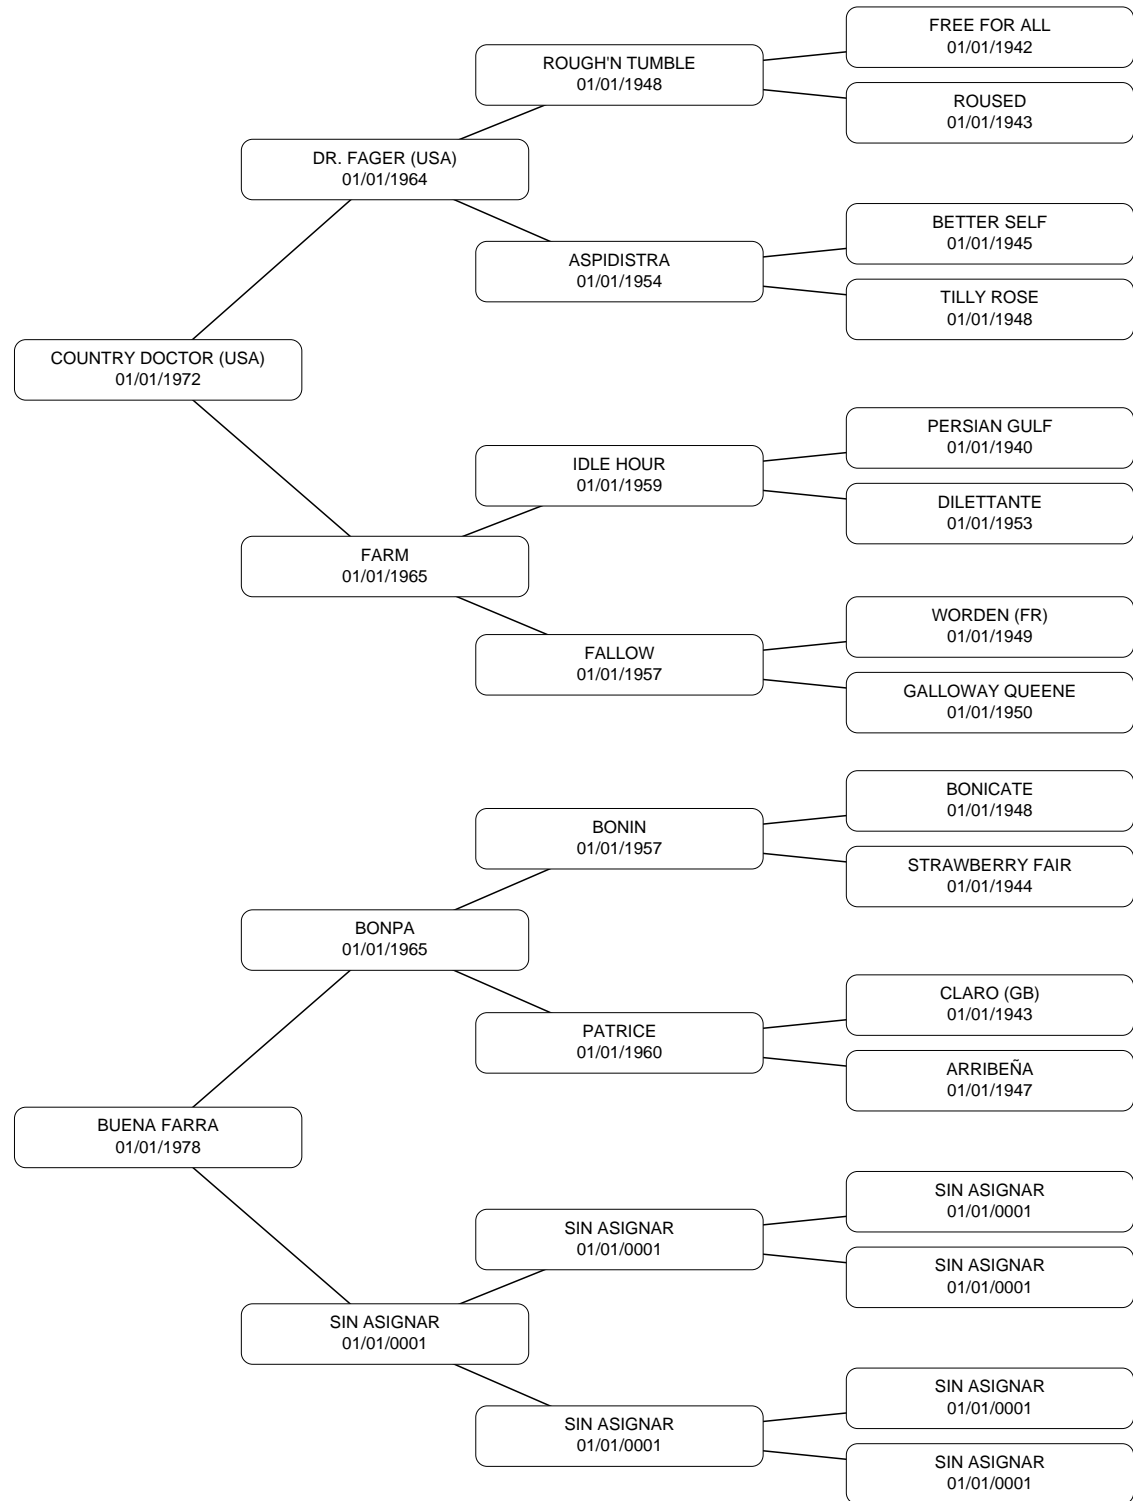 FREE FOR ALL
01/01/1942
ROUGH'N TUMBLE
01/01/1948
ROUSED
01/01/1943
DR. FAGER (USA)
01/01/1964
BETTER SELF
01/01/1945
ASPIDISTRA
01/01/1954
TILLY ROSE
01/01/1948
COUNTRY DOCTOR (USA)
01/01/1972
PERSIAN GULF
01/01/1940
IDLE HOUR
01/01/1959
DILETTANTE
01/01/1953
FARM
01/01/1965
WORDEN (FR)
01/01/1949
FALLOW
01/01/1957
GALLOWAY QUEENE
01/01/1950
BONICATE
01/01/1948
BONIN
01/01/1957
STRAWBERRY FAIR
01/01/1944
BONPA
01/01/1965
CLARO (GB)
01/01/1943
PATRICE
01/01/1960
ARRIBEÑA
01/01/1947
BUENA FARRA
01/01/1978
SIN ASIGNAR
01/01/0001
SIN ASIGNAR
01/01/0001
SIN ASIGNAR
01/01/0001
SIN ASIGNAR
01/01/0001
SIN ASIGNAR
01/01/0001
SIN ASIGNAR
01/01/0001
SIN ASIGNAR
01/01/0001